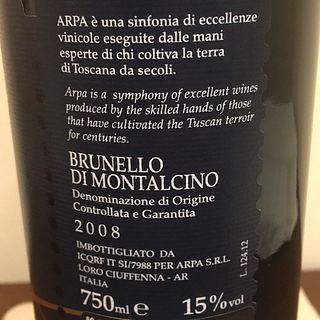 ARPA è una sinfonia di eccellenze
vinicole eseguite dalle mani
esperte di chi coltiva la terra
di Toscana da secoli.
Arpa is a symphony of excellent wines
produced by the skilled hands of those
that have cultivated the Tuscan terroir
for centuries.
BRUNELLO
DI MONTALCINO
Denominazione di Origine
Controllata e Garantita
2008
IMBOTTIGLIATO DA
ICQRF IT SI/7988 PER ARPA S.R.L.
LORO CIUFFENNA - AR
ITALIA
750ml e 15%vol
L. 124.12